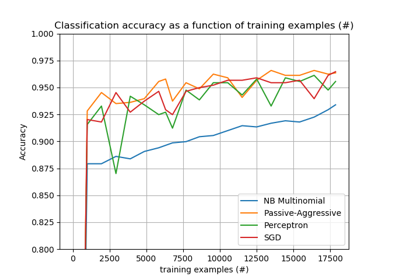 Classification accuracy as a function of training examples (#)
1.000
0.975
0.950
0.925
0.900
0.875
0.850
0.825
0.800
Accuracy
NB Multinomial
Passive-Aggressive
Perceptron
SGD
0 2500 5000 7500 10000 12500 15000 17500
training examples (#)